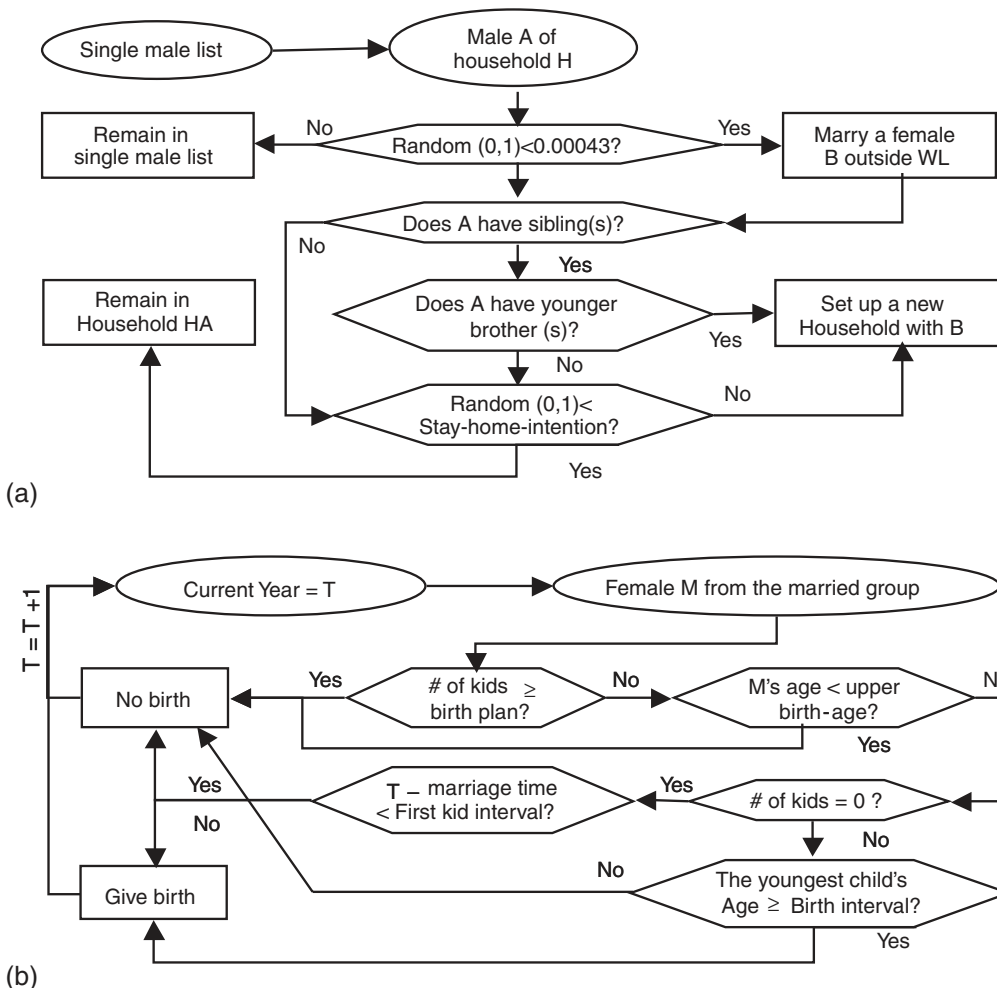 Single male list
Male A of
household H
No
Yes
Remain in
single male list
Random (0,1)<0.00043?
Marry a female
B outside WL
Does A have sibling(s)?
No
Yes
Remain in
Household HA
Does A have younger
brother (s)?
Yes
Set up a new
Household with B
No
Random (0,1)<
Stay-home-intention?
No
Yes
(a)
Current Year = T
Female M from the married group
T = T +1
No birth
Yes
# of kids ≥
birth plan?
No
M's age < upper
birth-age?
N
Yes
Yes
No
T – marriage time
< First kid interval?
Yes
# of kids = 0 ?
No
Give birth
No
The youngest child's
Age ≥ Birth interval?
Yes
(b)